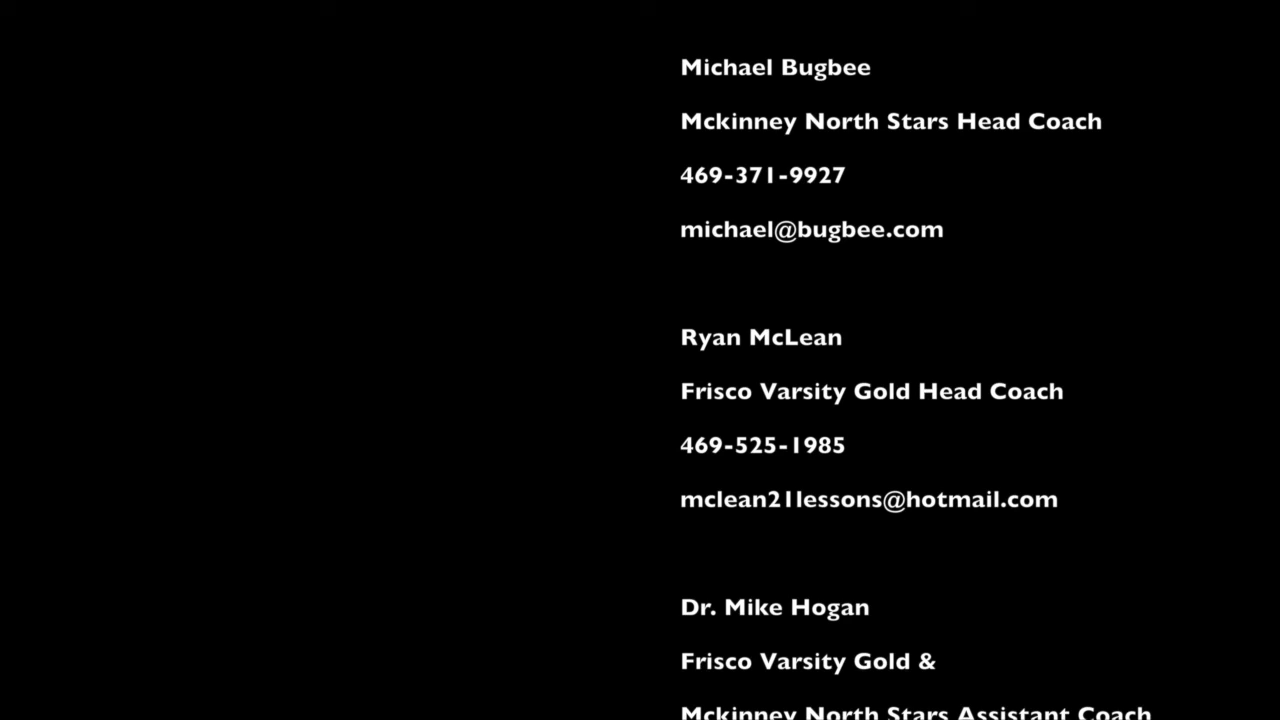 Michael Bugbee
Mckinney North Stars Head Coach
469-371-9927
michael@bugbee.com
Ryan McLean
Frisco Varsity Gold Head Coach
469-525-1985
mclean21lessons@hotmail.com
Dr. Mike Hogan
Frisco Varsity Gold &
Mckinney North Stars Assistant Coach